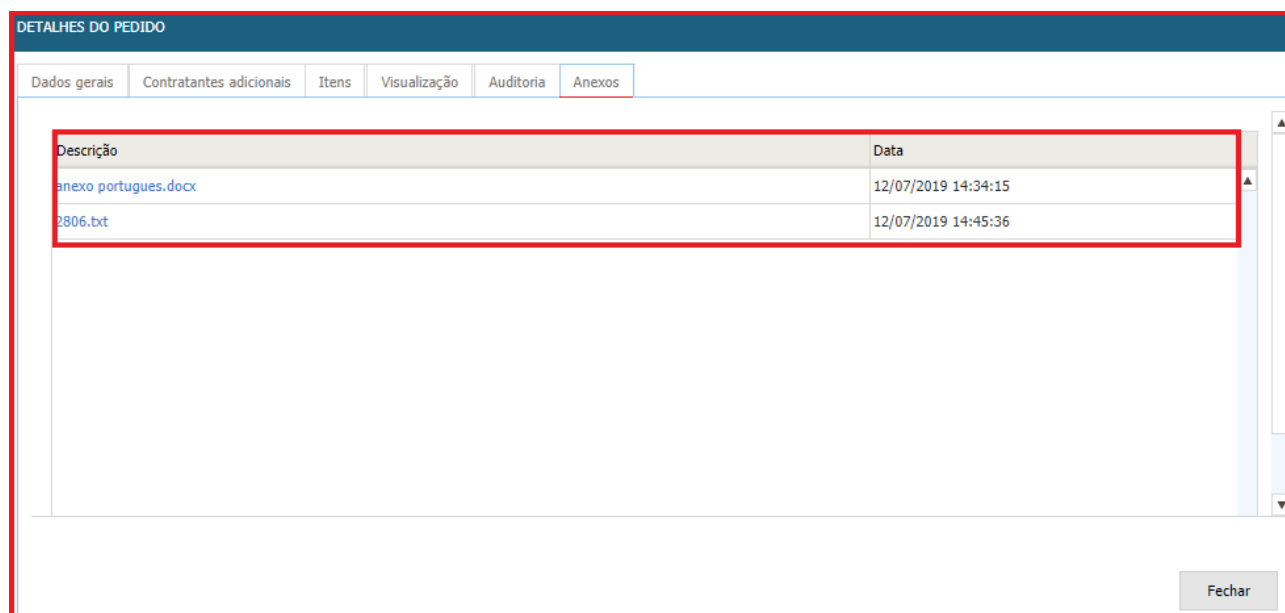 DETALHES DO PEDIDO
Dados gerais Contratantes adicionais Itens Visualização Auditoria Anexos
Descrição Data
anexo portugues.docx 12/07/2019 14:34:15
2806.txt 12/07/2019 14:45:36
Fechar